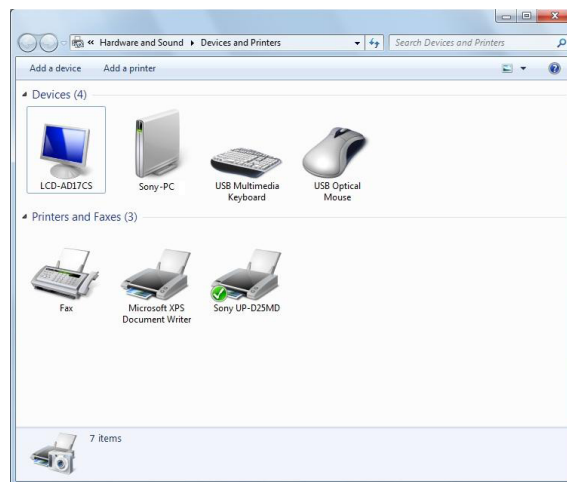 « Hardware and Sound ▸ Devices and Printers
Search Devices and Printers
Add a device Add a printer
Devices (4)
LCD-AD17CS
Sony-PC
USB Multimedia
Keyboard
USB Optical
Mouse
Printers and Faxes (3)
Fax
Microsoft XPS
Document Writer
Sony UP-D25MD
7 items